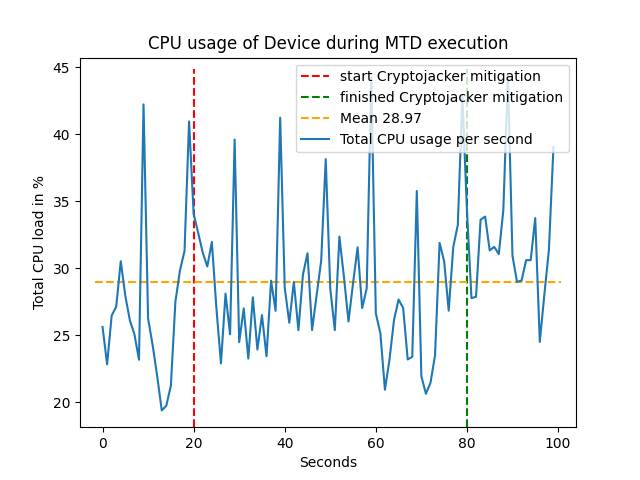 CPU usage of Device during MTD execution
45
40
35
30
25
20
Total CPU load in %
start Cryptojacker mitigation
finished Cryptojacker mitigation
Mean 28.97
Total CPU usage per second
0 20 40 60 80 100
Seconds